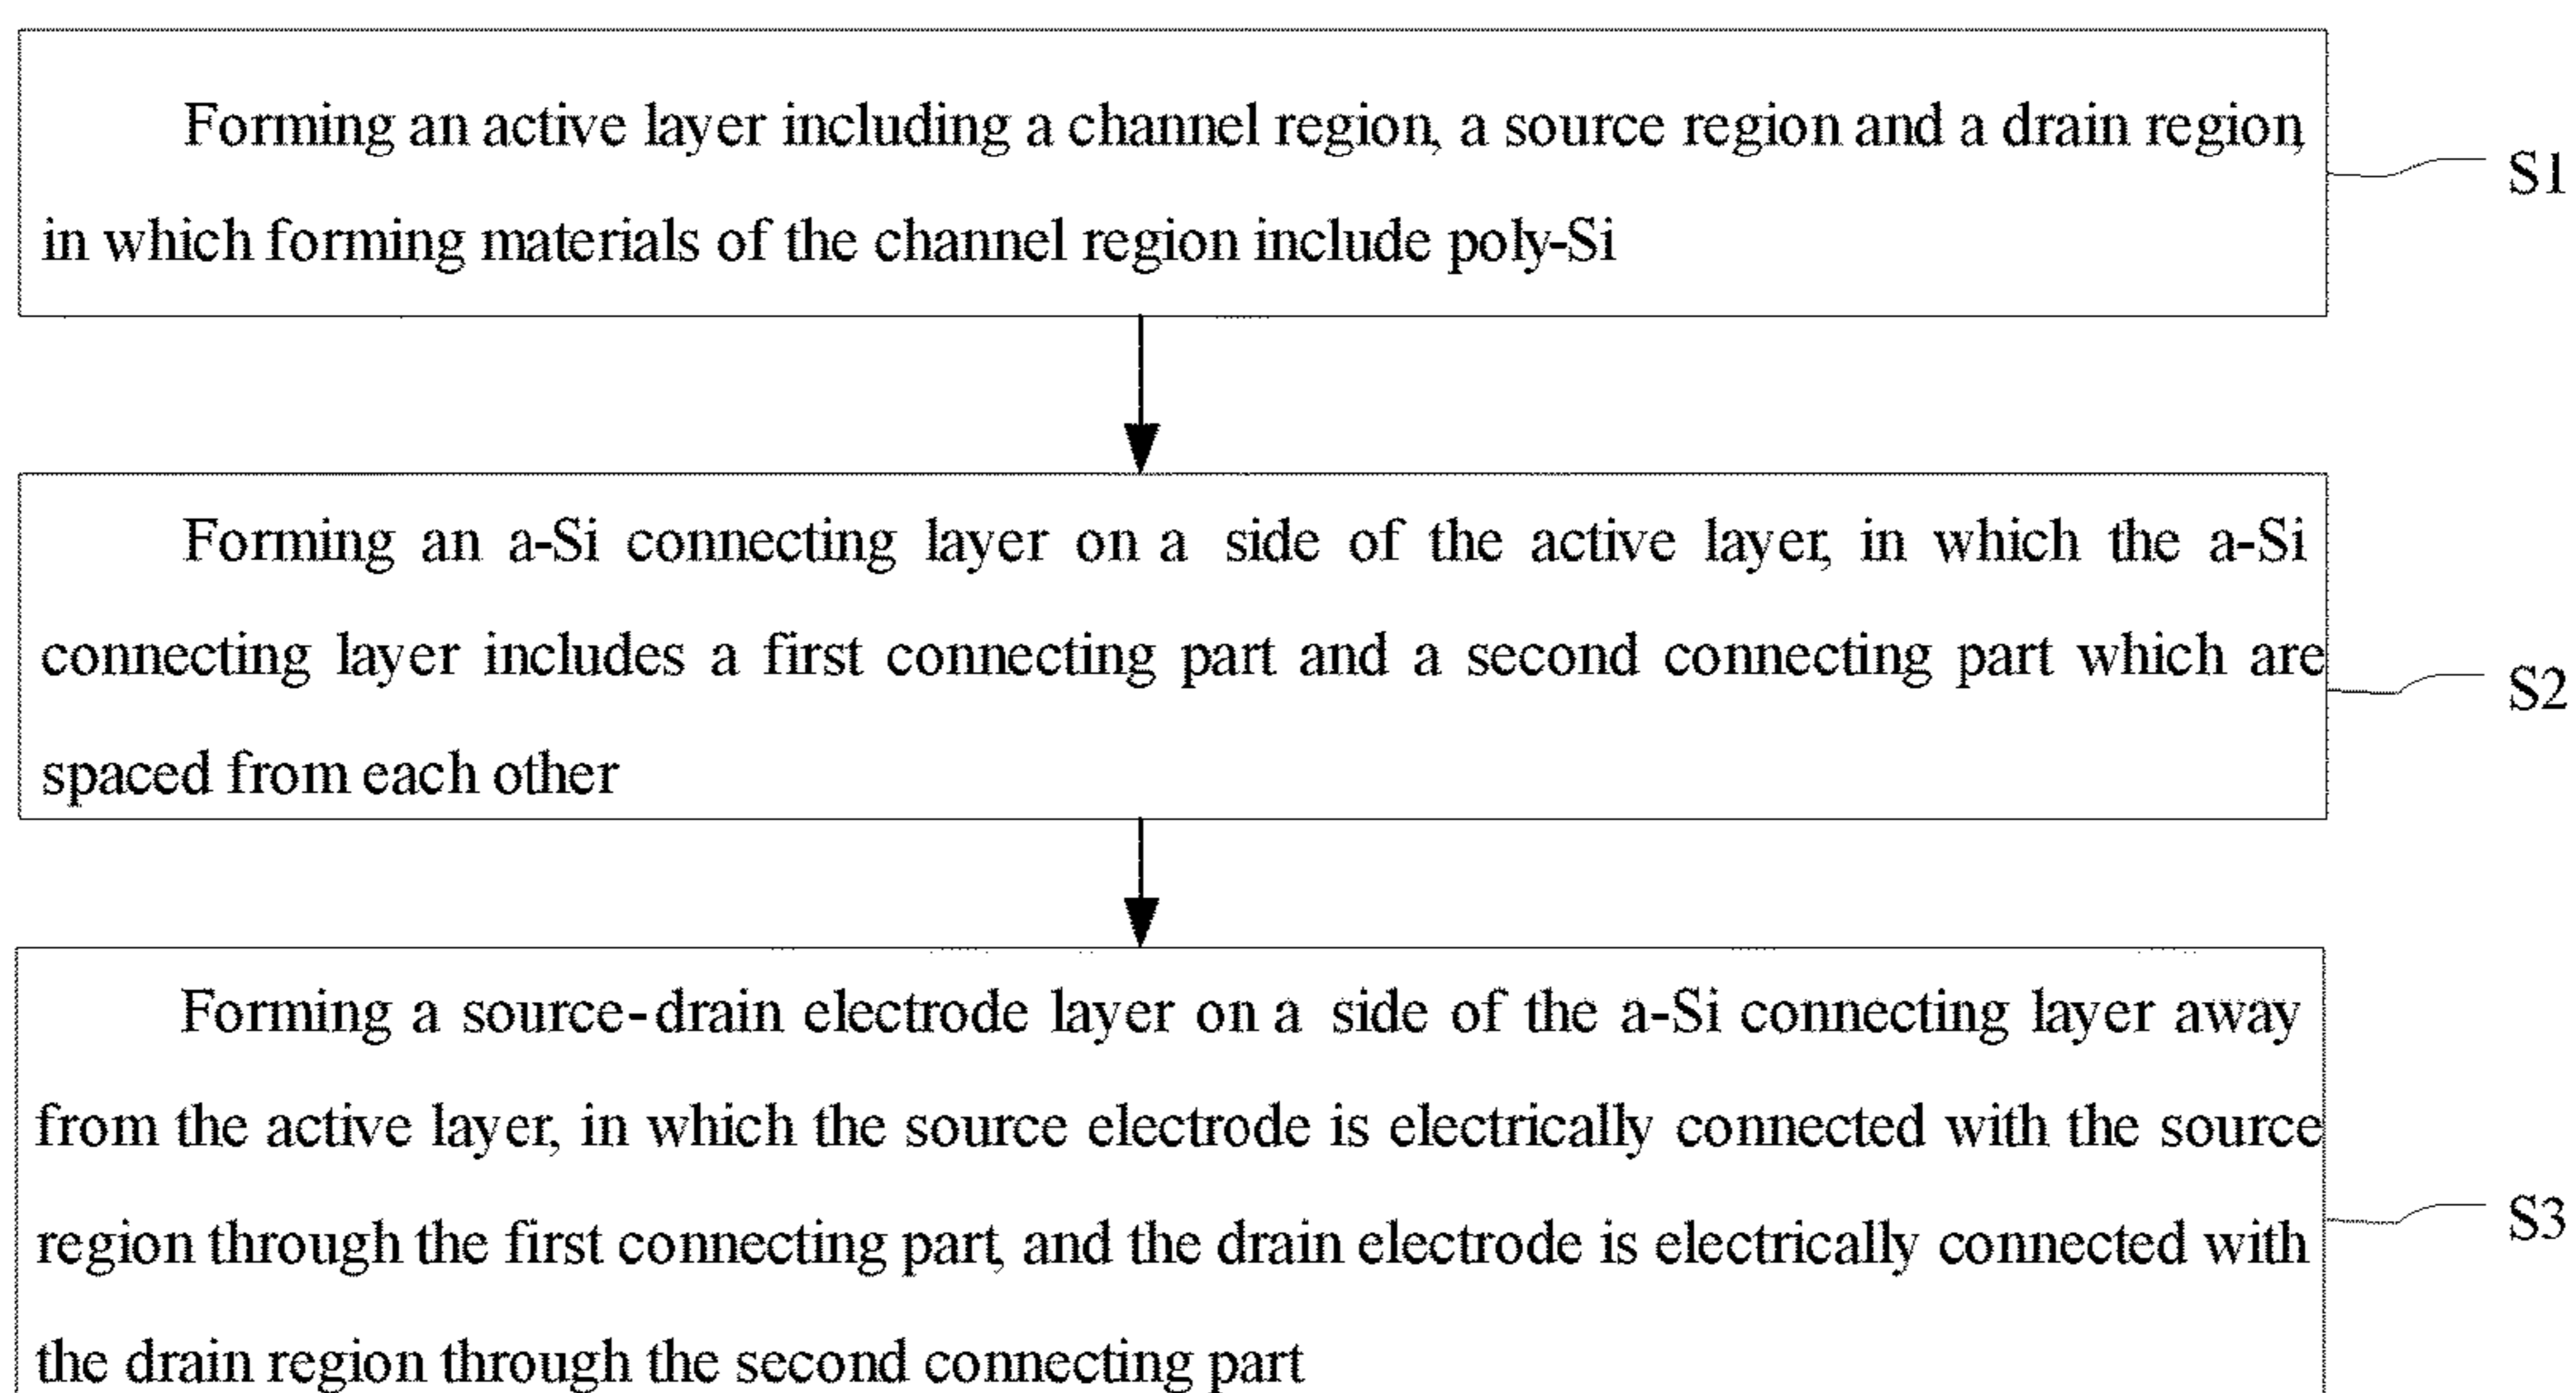 Forming an active layer including a channel region, a source region and a drain region,
in which forming materials of the channel region include poly-Si
S1
Forming an a-Si connecting layer on a side of the active layer, in which the a-Si
connecting layer includes a first connecting part and a second connecting part which are
spaced from each other
S2
Forming a source-drain electrode layer on a side of the a-Si connecting layer away
from the active layer, in which the source electrode is electrically connected with the source
region through the first connecting part, and the drain electrode is electrically connected with
the drain region through the second connecting part
S3